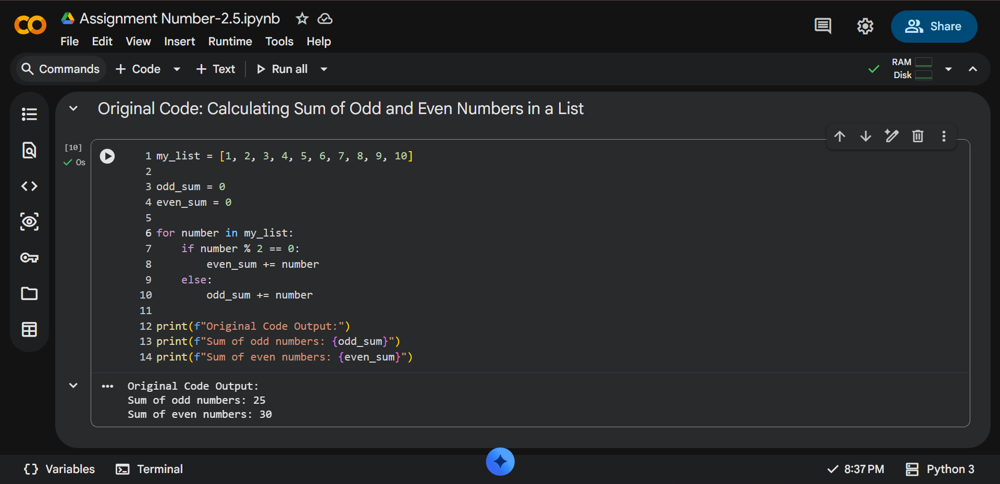 Assignment Number-2.5.ipynb
File Edit View Insert Runtime Tools Help
Share
Commands + Code + Text Run all
RAM
Disk
Original Code: Calculating Sum of Odd and Even Numbers in a List
[10]
0s
1 my_list = [1, 2, 3, 4, 5, 6, 7, 8, 9, 10]
2
3 odd_sum = 0
4 even_sum = 0
5
6 for number in my_list:
7     if number % 2 == 0:
8         even_sum += number
9     else:
10         odd_sum += number
11
12 print(f"Original Code Output:")
13 print(f"Sum of odd numbers: {odd_sum}")
14 print(f"Sum of even numbers: {even_sum}")
Original Code Output:
Sum of odd numbers: 25
Sum of even numbers: 30
Variables Terminal 8:37 PM Python 3